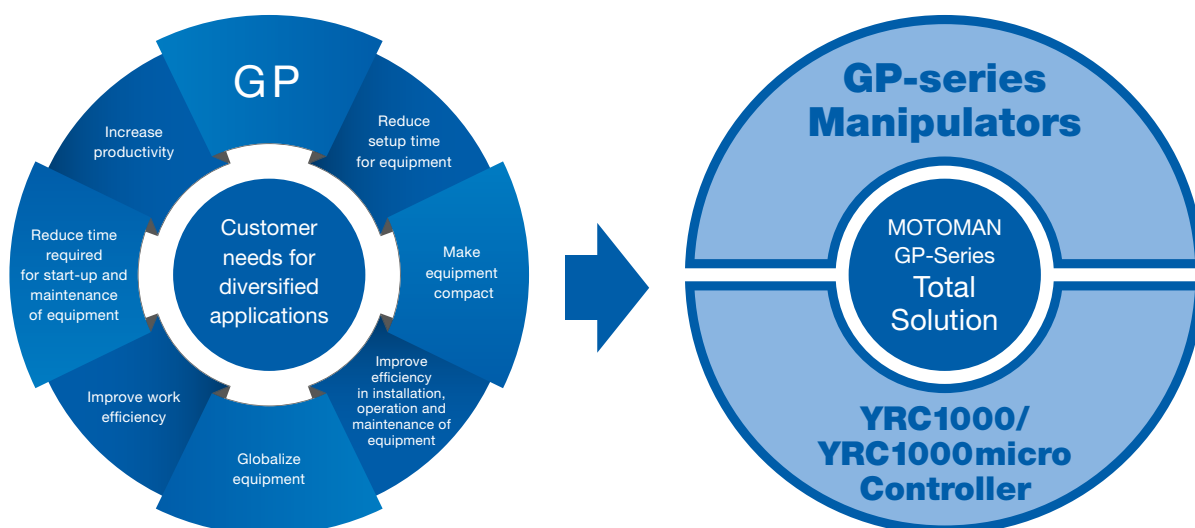 GP
Reduce
setup time
for equipment
Make
equipment
compact
Improve
efficiency
in installation,
operation and
maintenance of
equipment
Globalize
equipment
Improve work
efficiency
Reduce time
required
for start-up and
maintenance
of equipment
Increase
productivity
Customer
needs for
diversified
applications
GP-series
Manipulators
MOTOMAN
GP-Series
Total
Solution
YRC1000/
YRC1000micro
Controller